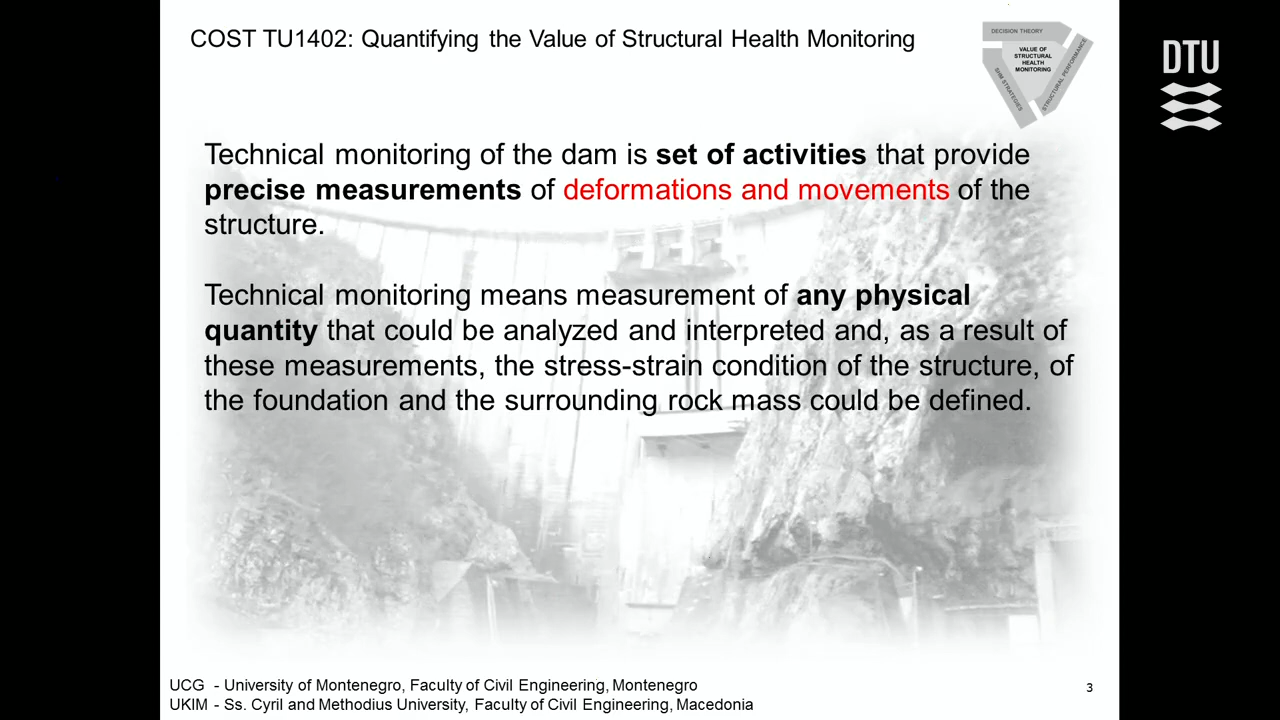 COST TU1402: Quantifying the Value of Structural Health Monitoring
DECISION THEORY
VALUE OF
STRUCTURAL
HEALTH
MONITORING
SHM STRATEGIES
STRUCTURAL PERFORMANCE
DTU
Technical monitoring of the dam is set of activities that provide
precise measurements of deformations and movements of the
structure.
Technical monitoring means measurement of any physical
quantity that could be analyzed and interpreted and, as a result of
these measurements, the stress-strain condition of the structure, of
the foundation and the surrounding rock mass could be defined.
UCG - University of Montenegro, Faculty of Civil Engineering, Montenegro
UKIM - Ss. Cyril and Methodius University, Faculty of Civil Engineering, Macedonia
3